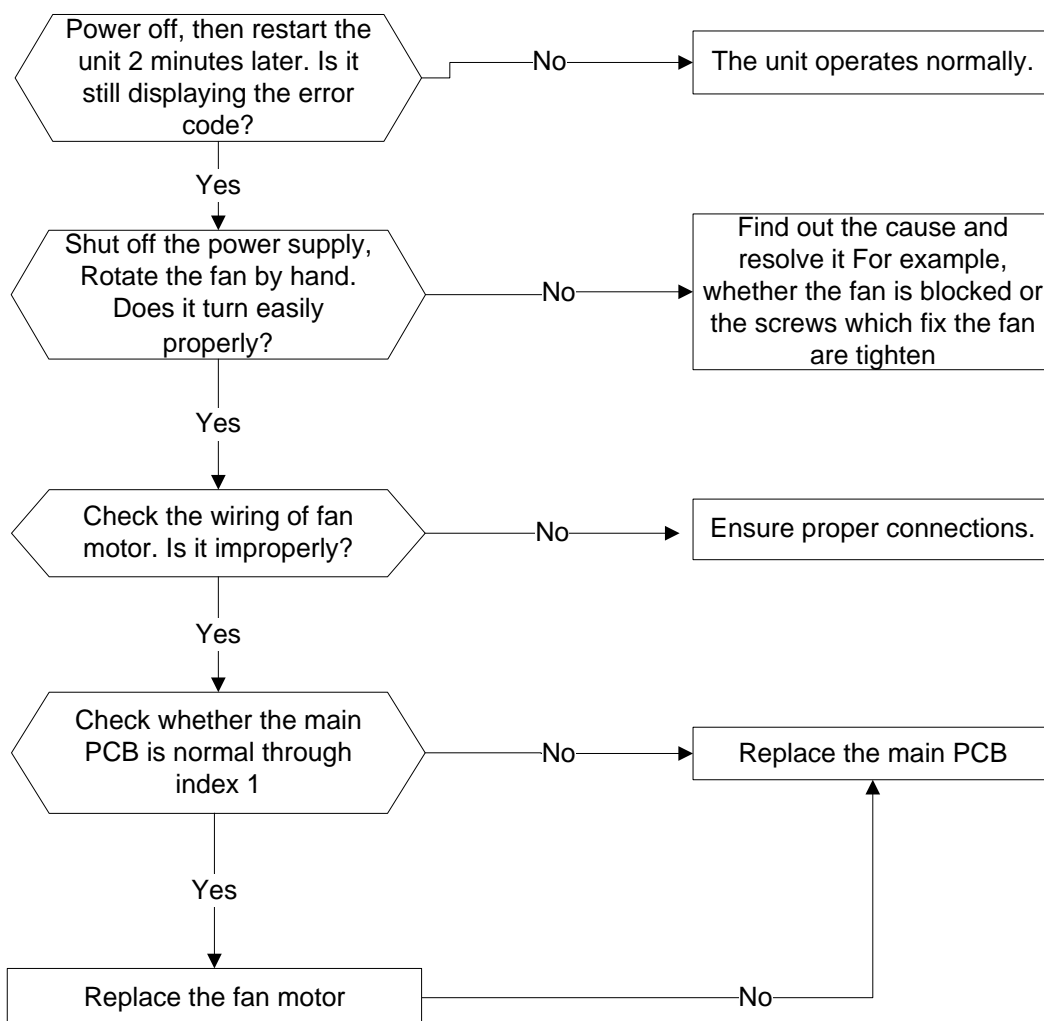 Power off, then restart the
unit 2 minutes later. Is it
still displaying the error
code?
No
The unit operates normally.
Yes
Shut off the power supply,
Rotate the fan by hand.
Does it turn easily
properly?
No
Find out the cause and
resolve it For example,
whether the fan is blocked or
the screws which fix the fan
are tighten
Yes
Check the wiring of fan
motor. Is it improperly?
No
Ensure proper connections.
Yes
Check whether the main
PCB is normal through
index 1
No
Replace the main PCB
Yes
Replace the fan motor
No